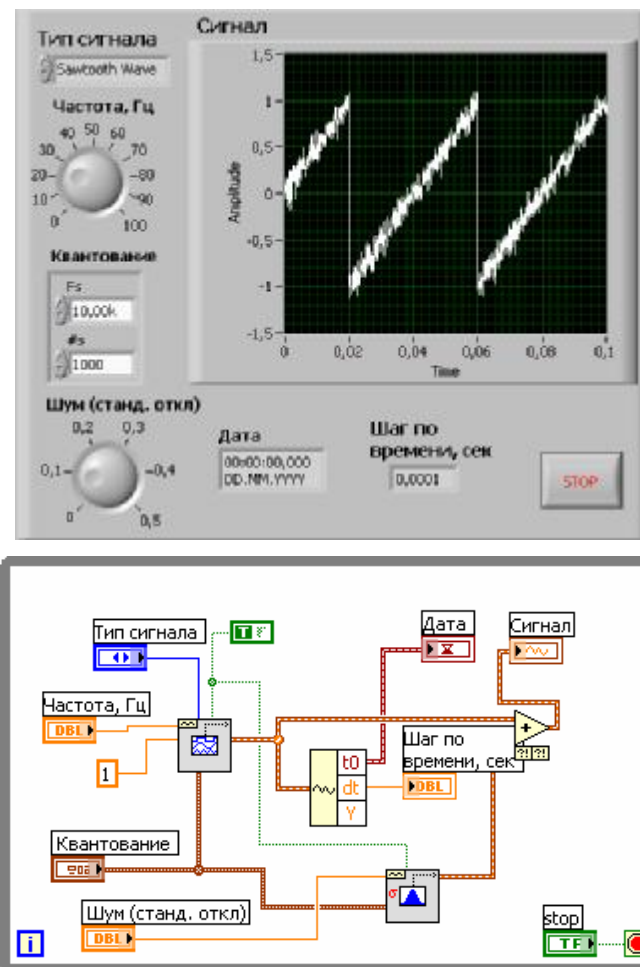 Тип сигнала
Sawtooth Wave
Частота, Гц
40 50 60
30 70
20 80
10 90
0 100
Квантование
Fs
10,00k
#s
1000
Сигнал
1,5
1
0,5
0
-0,5
-1
-1,5
Amplitude
0 0,02 0,04 0,06 0,08 0,1
Time
Шум (станд. откл)
0,2 0,3
0,1 0,4
0 0,5
Дата
00:00:00,000
DD.MM.YYYY
Шаг по
времени, сек
0,0001
STOP
Тип сигнала
T F
Дата
Сигнал
Частота, Гц
DBL
1
t0
dt
Y
Шаг по
времени, сек
DBL
+
?! ?!
Квантование
σ
Шум (станд. откл)
DBL
i
stop
TF